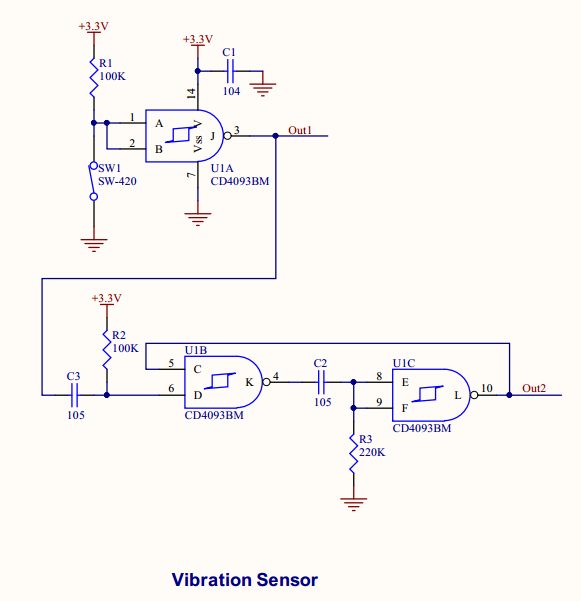 +3.3V
+3.3V
R1
100K
C1
104
14
1
A
2
B
Vss
V
J
3
Out1
7
SW1
SW-420
U1A
CD4093BM
+3.3V
R2
100K
C3
105
U1B
5
C
6
D
K
4
CD4093BM
C2
105
U1C
8
E
9
F
L
10
Out2
CD4093BM
R3
220K
Vibration Sensor